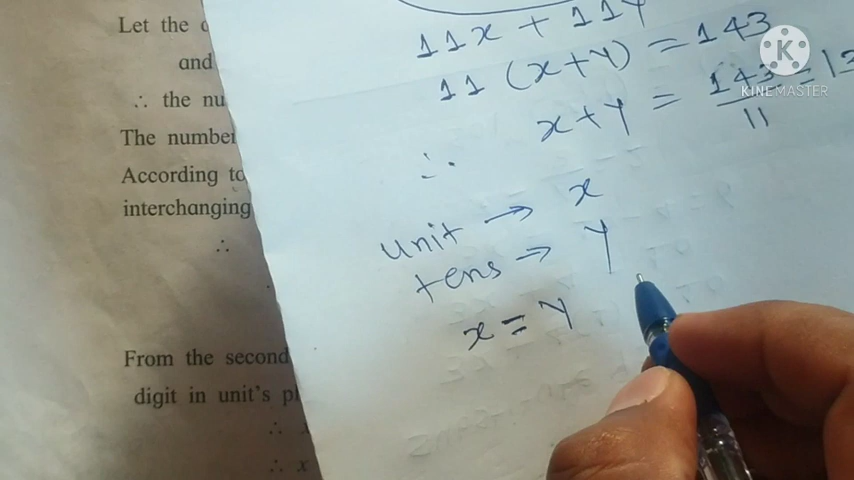 Let the
and
∴ the nu
The number
According to
interchanging
∴
From the second
digit in unit's pl
∴ x
∴ x
11x + 11y
11 (x+y) = 143
∴ x+y = 143/11 = 13
unit → x
tens → y
x = y
KINEMASTER